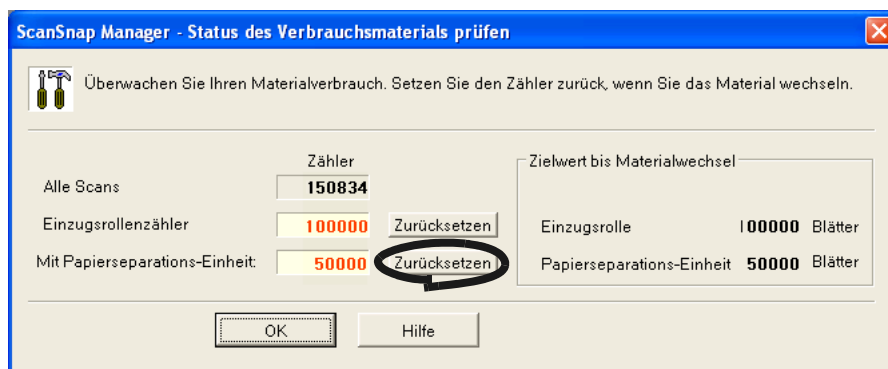 ScanSnap Manager - Status des Verbrauchsmaterials prüfen
Überwachen Sie Ihren Materialverbrauch. Setzen Sie den Zähler zurück, wenn Sie das Material wechseln.
Zähler
Alle Scans 150834
Einzugsrollenzähler 100000 Zurücksetzen
Mit Papierseparations-Einheit: 50000 Zurücksetzen
Zielwert bis Materialwechsel
Einzugsrolle 100000 Blätter
Papierseparations-Einheit 50000 Blätter
OK Hilfe